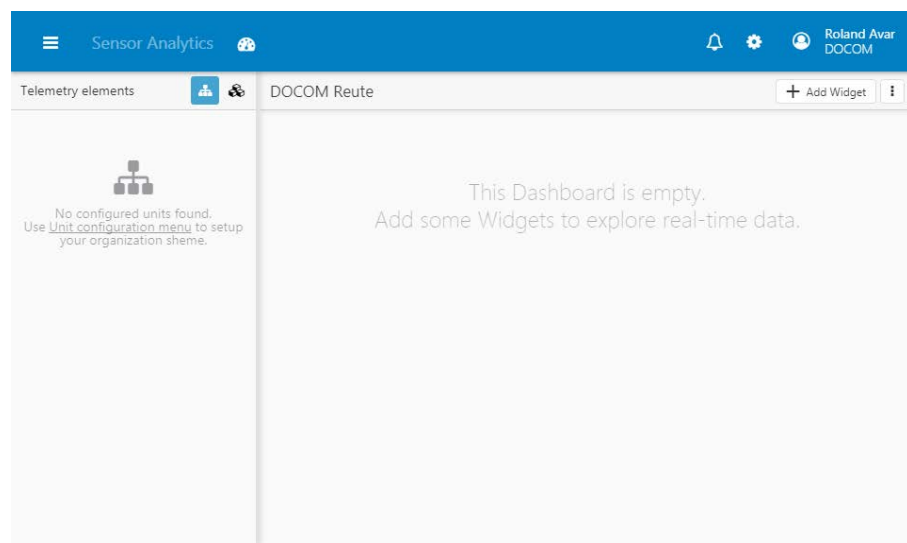 Sensor Analytics
Roland Avar
DOCOM
Telemetry elements
DOCOM Reute
Add Widget
No configured units found.
Use Unit configuration menu to setup
your organization sheme.
This Dashboard is empty.
Add some Widgets to explore real-time data.